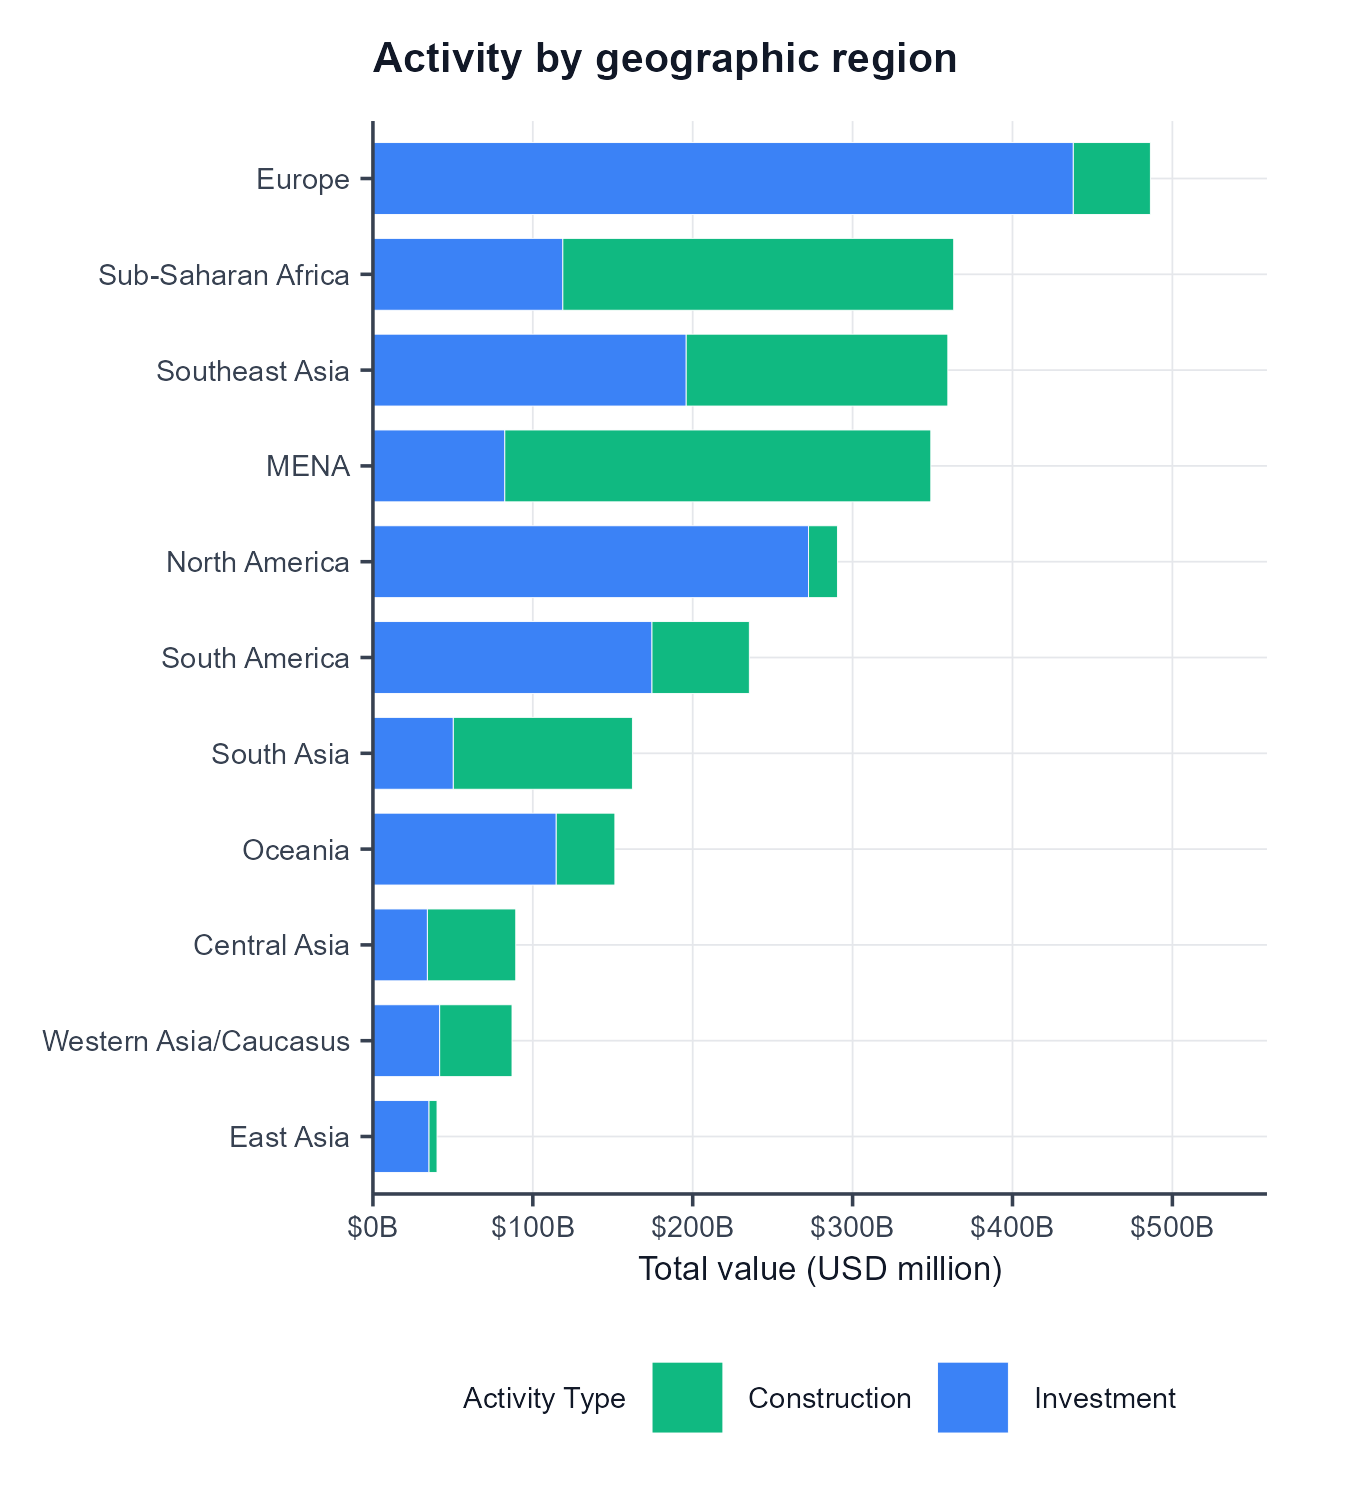 Activity by geographic region
Europe
Sub-Saharan Africa
Southeast Asia
MENA
North America
South America
South Asia
Oceania
Central Asia
Western Asia/Caucasus
East Asia
$0B $100B $200B $300B $400B $500B
Total value (USD million)
Activity Type Construction Investment